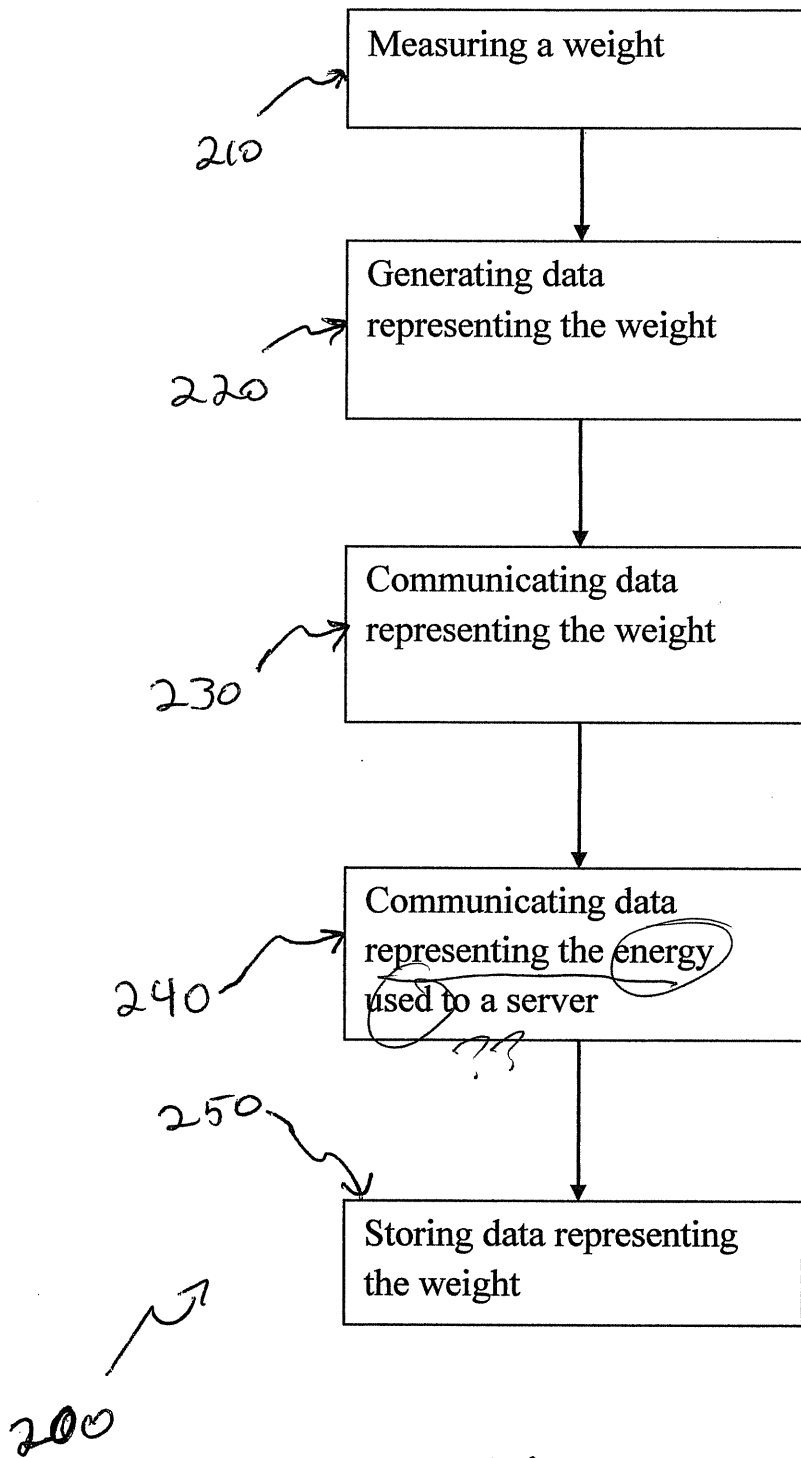 Measuring a weight
210
Generating data
representing the weight
220
Communicating data
representing the weight
230
Communicating data
representing the energy
used to a server
240
??
250
Storing data representing
the weight
200